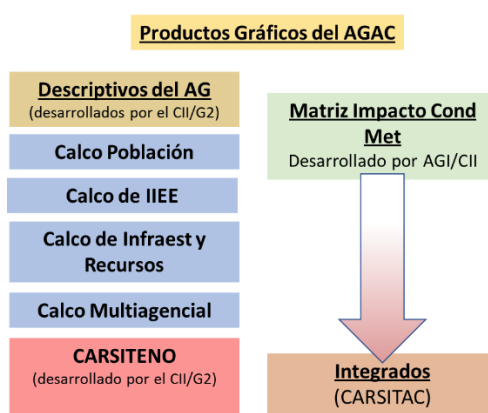 Productos Gráficos del AGAC
Descriptivos del AG
(desarrollados por el CII/G2)
Calco Población
Calco de IIEE
Calco de Infraest y
Recursos
Calco Multiagencial
CARSITENO
(desarrollado por el CII/G2)
Matriz Impacto Cond
Met
Desarrollado por AGI/CII
Integrados
(CARSITAC)